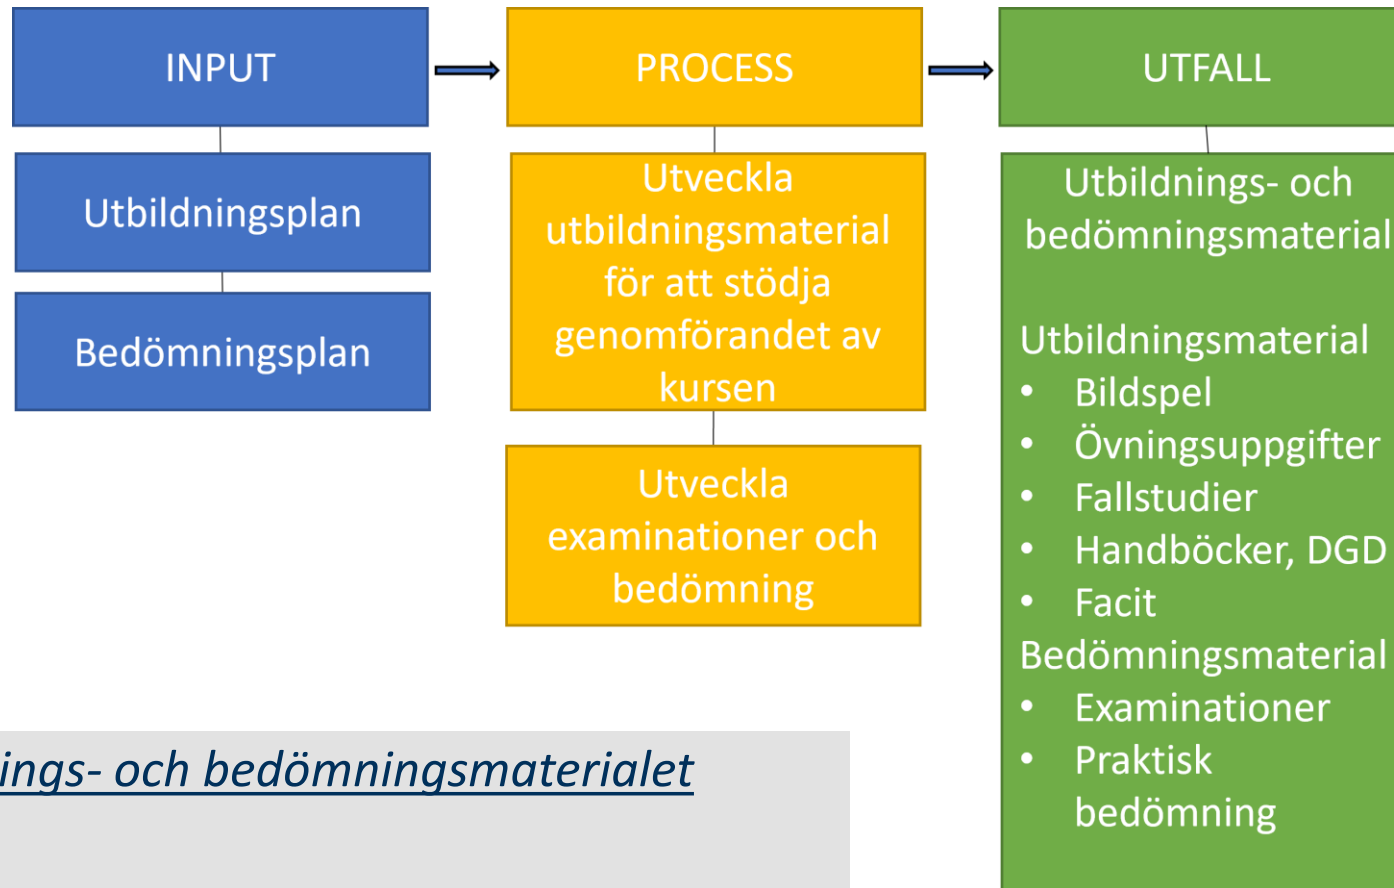 INPUT
Utbildningsplan
Bedömningsplan
PROCESS
Utveckla
utbildningsmaterial
för att stödja
genomförandet av
kursen
Utveckla
examinationer och
bedömning
UTFALL
Utbildnings- och
bedömningsmaterial
Utbildningsmaterial
• Bildspel
• Övningsuppgifter
• Fallstudier
• Handböcker, DGD
• Facit
Bedömningsmaterial
• Examinationer
• Praktisk
bedömning
ings- och bedömningsmaterialet